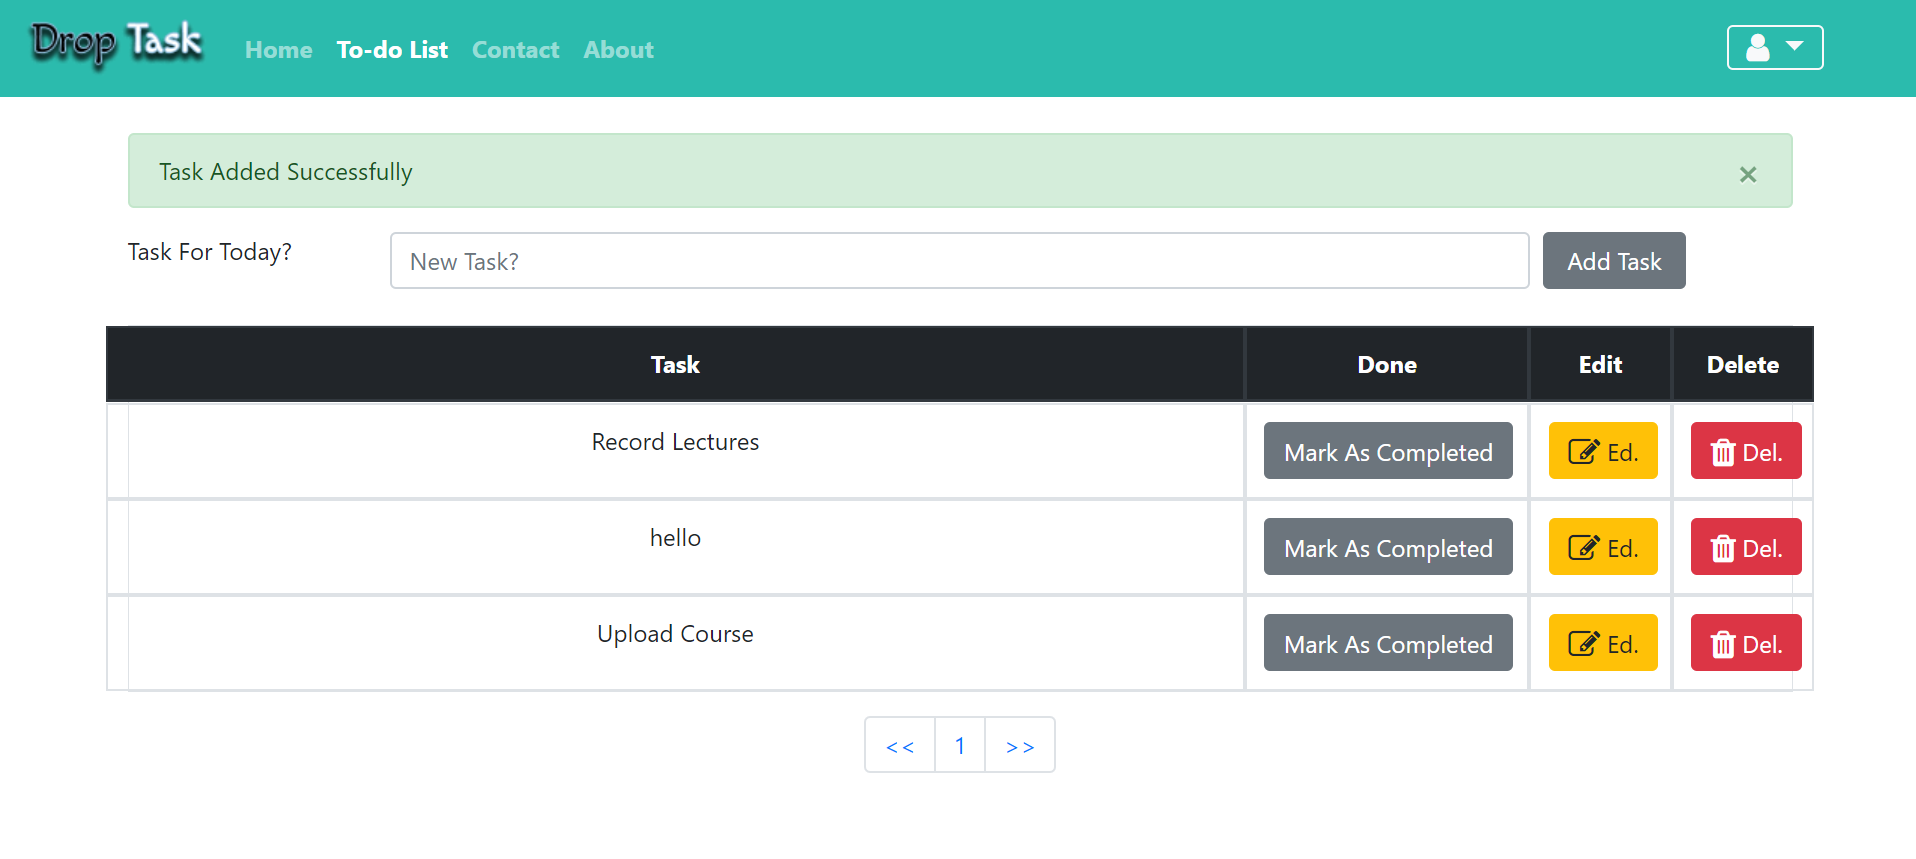 Drop Task Home To-do List Contact About
Task Added Successfully ×
Task For Today? New Task? Add Task
Task Done Edit Delete
Record Lectures Mark As Completed Ed. Del.
hello Mark As Completed Ed. Del.
Upload Course Mark As Completed Ed. Del.
<< 1 >>